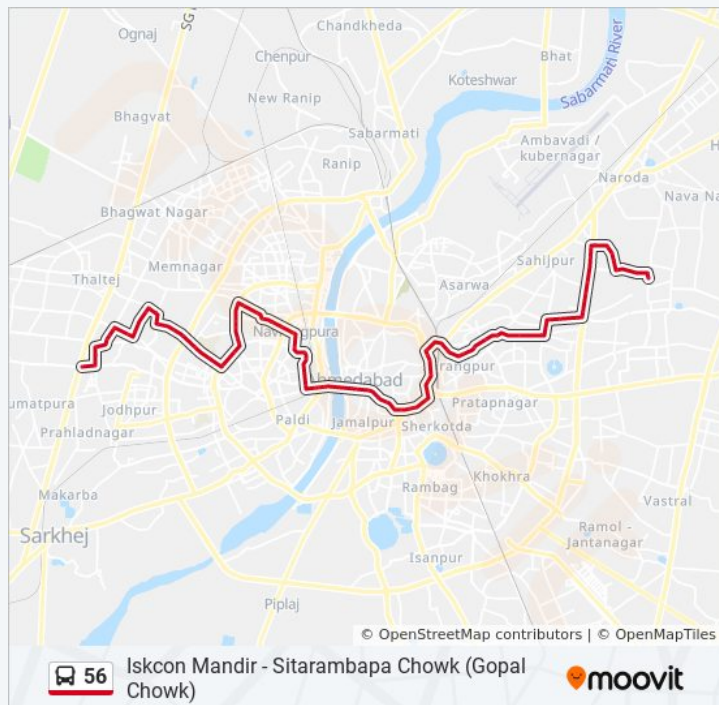 Ognaj
SG
Chandkheda
Chenpur
Bhat
Koteshwar
Sabarmati River
New Ranip
Bhagvat
Sabarmati
Ambavadi /
kubernagar
Ranip
Naroda
Nava Na
Bhagwat Nagar
Thaltej
Memnagar
Asarwa
Sahijpur
Nav
gpura
rangpur
Ahmedabad
umatpura
Jodhpur
Pratapnagar
Paldi
Jamalpur
Sherkotda
Prahladnagar
Khokhra
Makarba
Rambag
Vastral
Sarkhej
Ramol -
Jantanagar
Isanpur
Piplaj
© OpenStreetMap contributors | © OpenMapTiles
56
Iskcon Mandir - Sitarambapa Chowk (Gopal
Chowk)
moovit